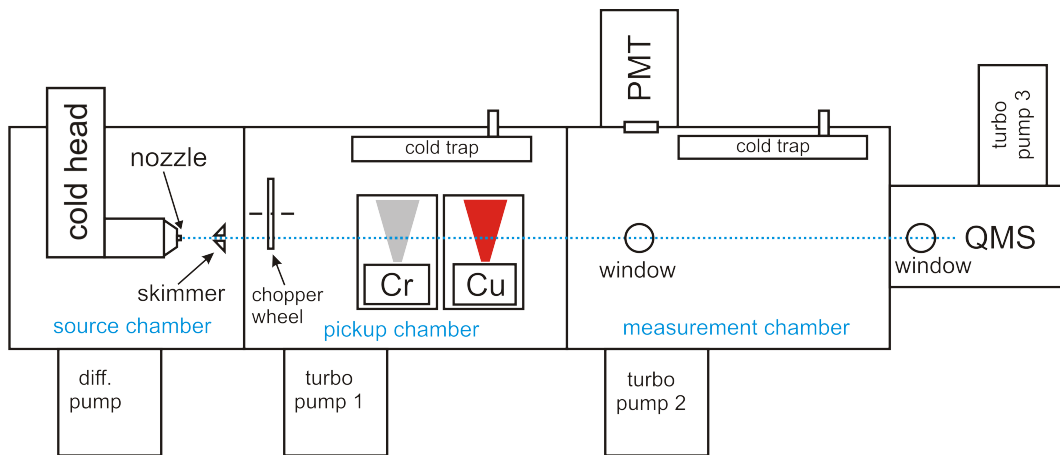 cold head
nozzle
skimmer
source chamber
diff.
pump
chopper
wheel
cold trap
Cr
Cu
pickup chamber
turbo
pump 1
PMT
cold trap
window
measurement chamber
turbo
pump 2
turbo
pump 3
QMS
window